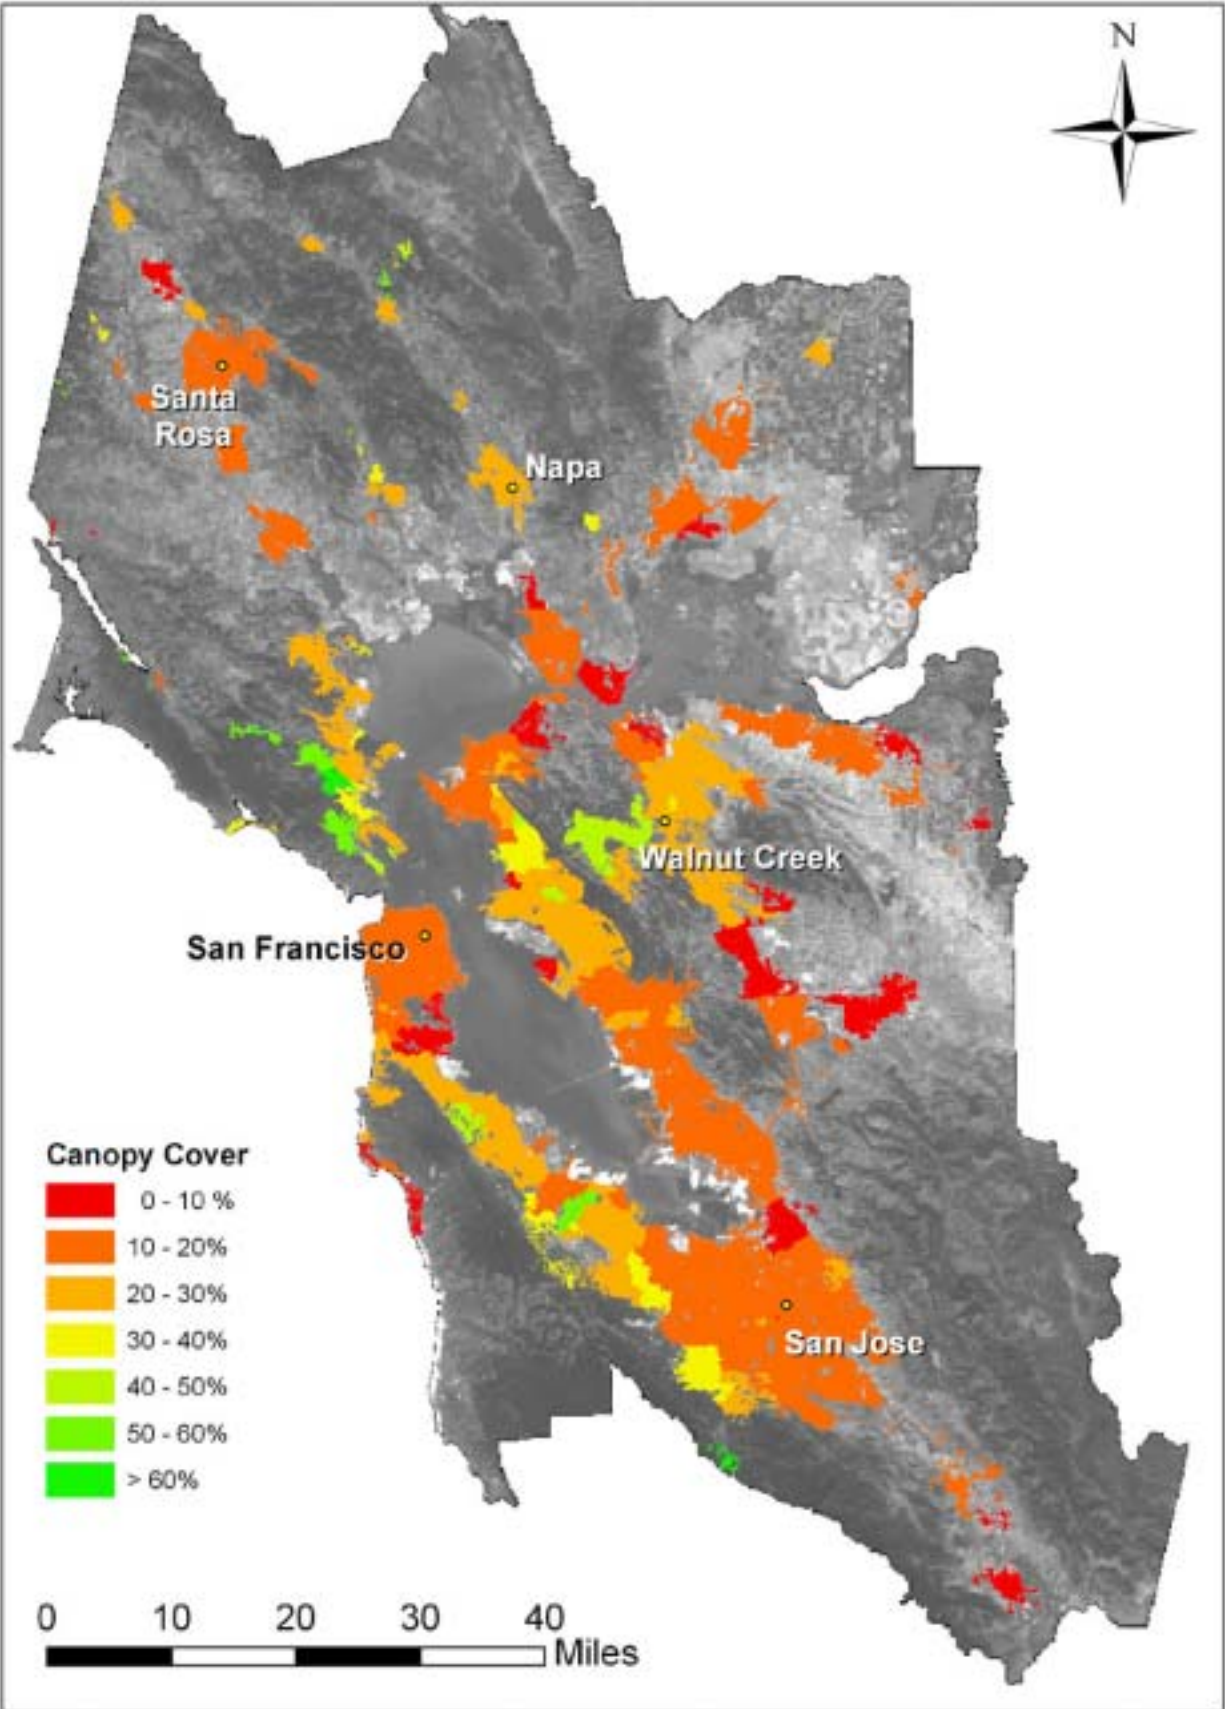 N
Santa
Rosa
Napa
Walnut Creek
San Francisco
Canopy Cover
0 - 10 %
10 - 20%
20 - 30%
30 - 40%
40 - 50%
50 - 60%
> 60%
San Jose
0 10 20 30 40
Miles